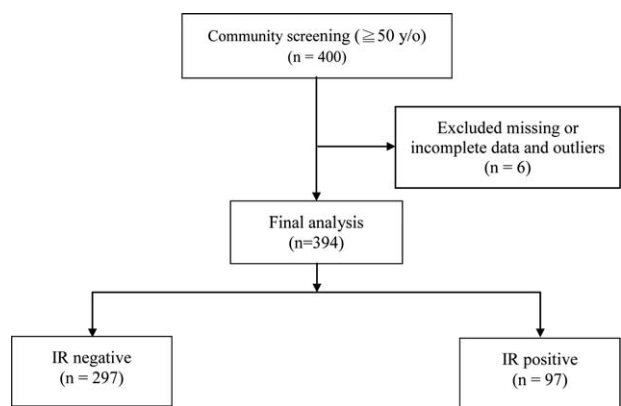 Community screening (≧50 y/o)
(n = 400)
Excluded missing or
incomplete data and outliers
(n = 6)
Final analysis
(n=394)
IR negative
(n = 297)
IR positive
(n = 97)